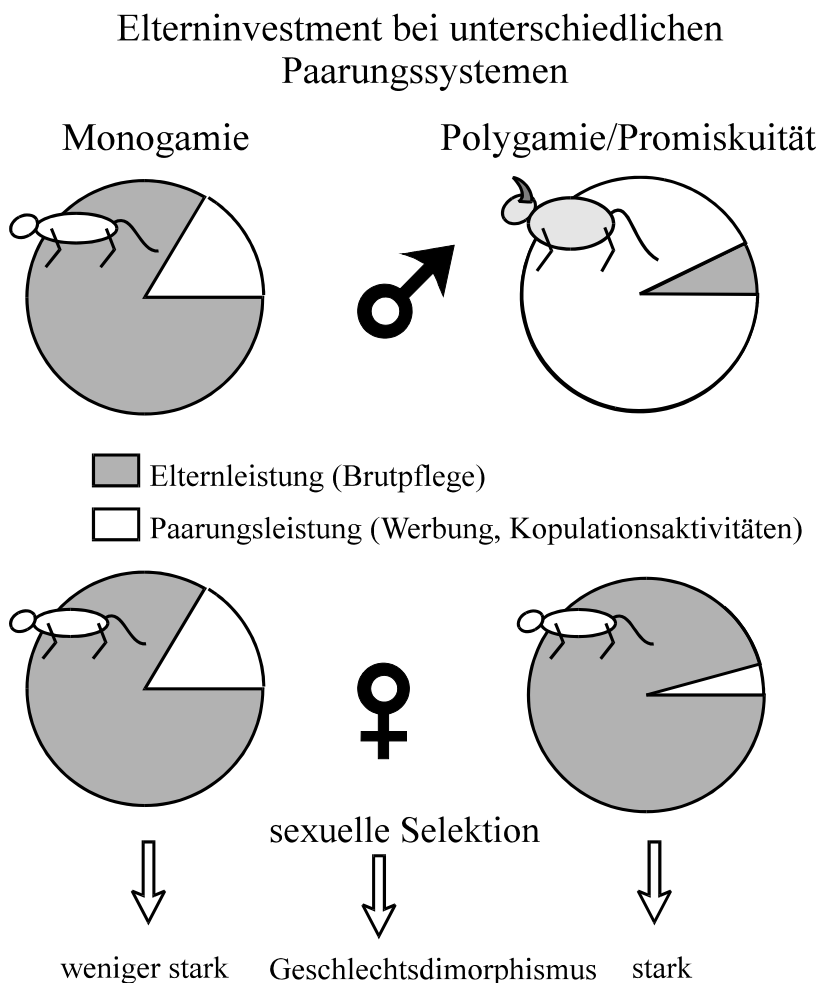 Elterninvestment bei unterschiedlichen
Paarungssystemen
Monogamie
Polygamie/Promiskuität
Elternleistung (Brutpflege)
Paarungsleistung (Werbung, Kopulationsaktivitäten)
sexuelle Selektion
weniger stark
Geschlechtsdimorphismus
stark